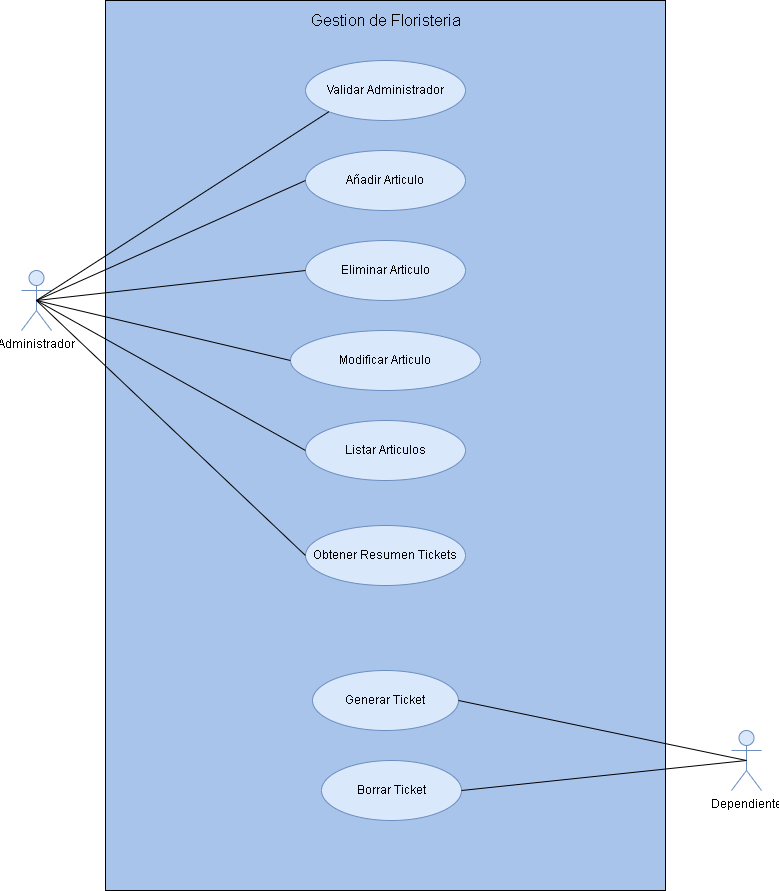 Gestion de Floristeria
Validar Administrador
Añadir Articulo
Eliminar Articulo
Administrador
Modificar Articulo
Listar Articulos
Obtener Resumen Tickets
Generar Ticket
Borrar Ticket
Dependiente